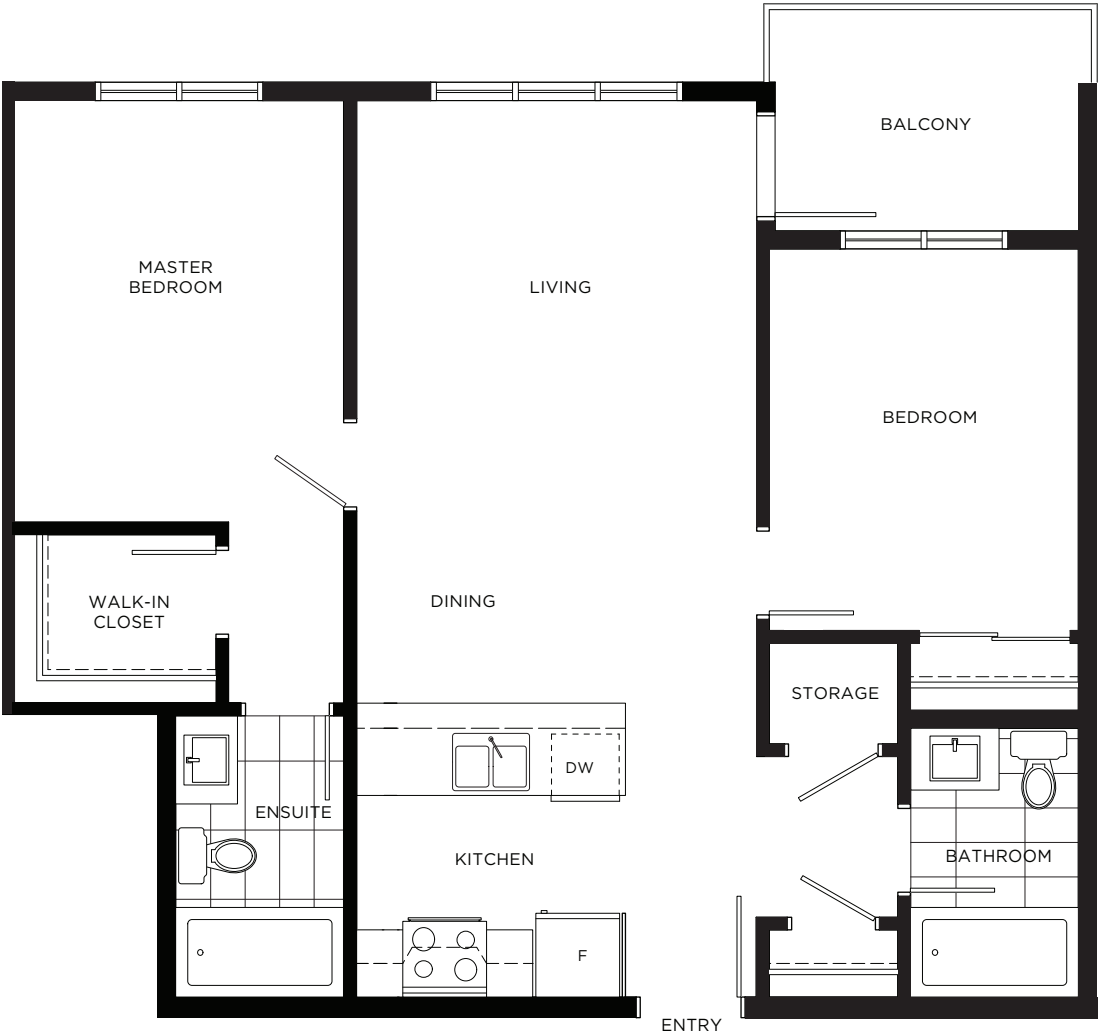 BALCONY
MASTER
BEDROOM
LIVING
BEDROOM
WALK-IN
CLOSET
DINING
STORAGE
DW
ENSUITE
KITCHEN
BATHROOM
F
ENTRY